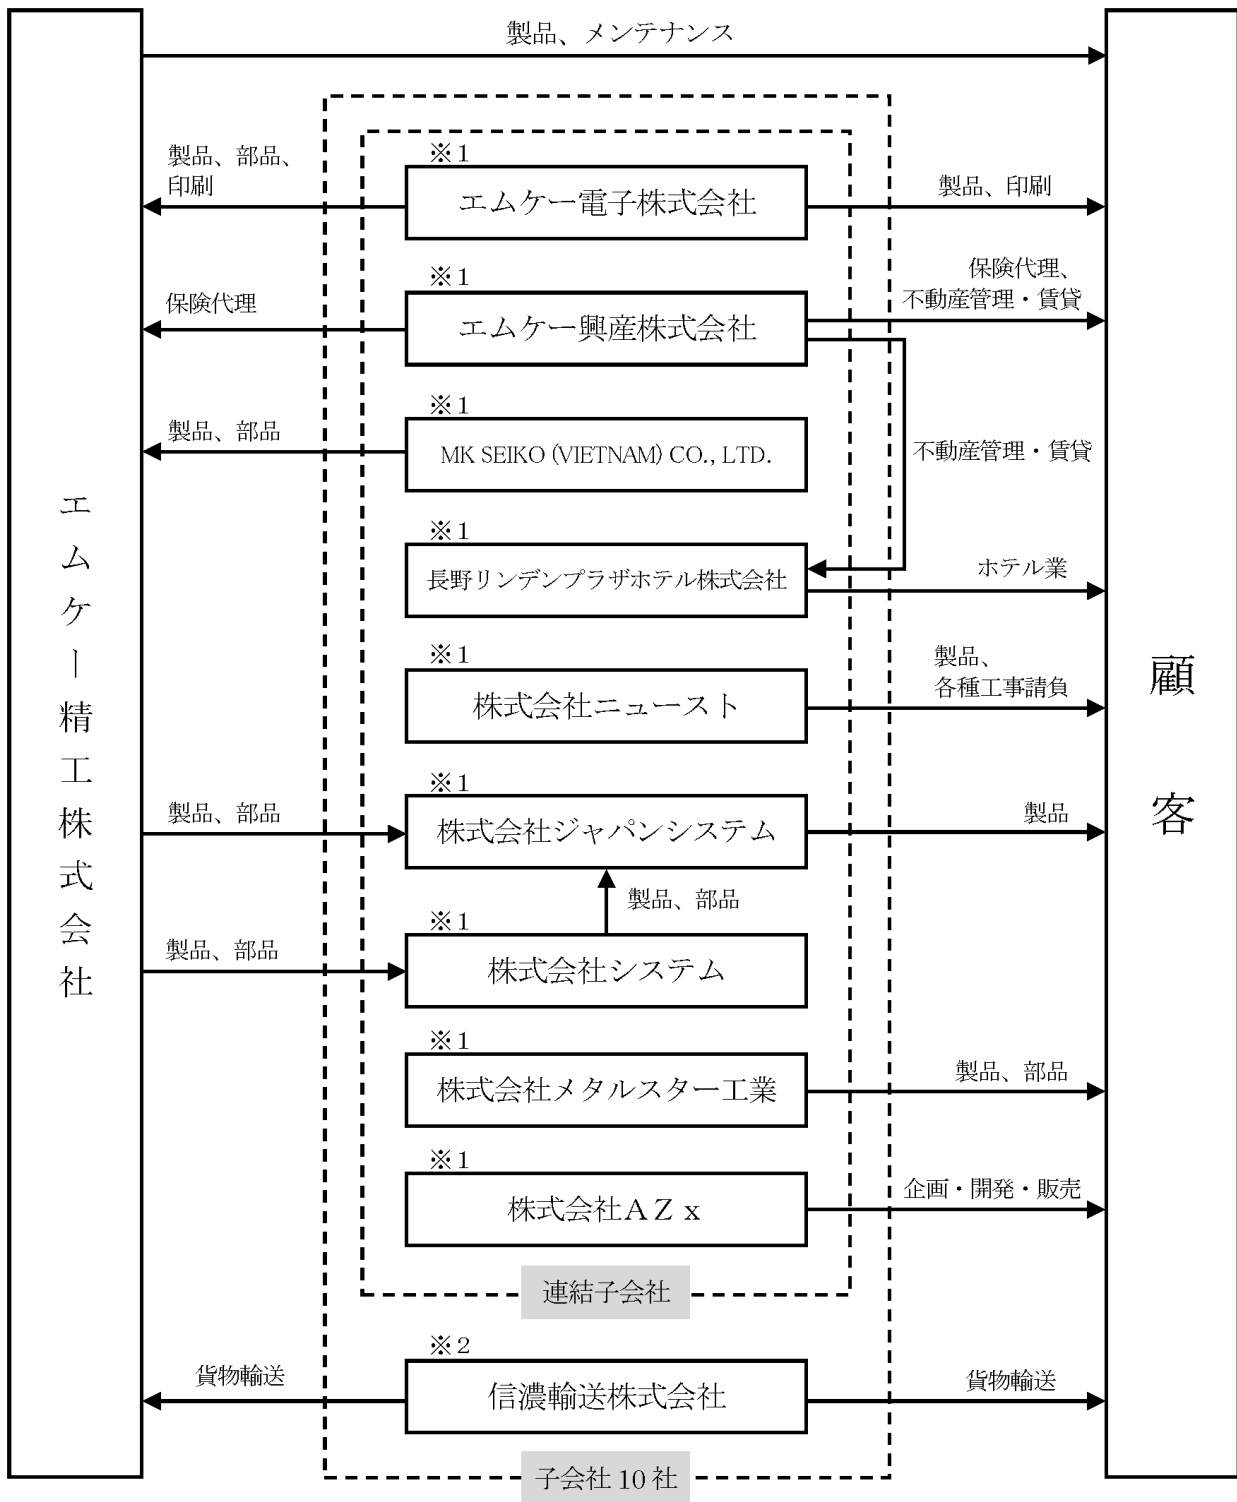 製品、メンテナンス
※1
製品、部品、
印刷
エムケー電子株式会社
製品、印刷
※1
保険代理
エムケー興産株式会社
保険代理、
不動産管理・賃貸
※1
製品、部品
MK SEIKO (VIETNAM) CO., LTD.
不動産管理・賃貸
※1
長野リンデンプラザホテル株式会社
ホテル業
※1
株式会社ニュースト
製品、
各種工事請負
エムケー精工株式会社
顧客
※1
製品、部品
株式会社ジャパンシステム
製品
製品、部品
※1
製品、部品
株式会社システム
※1
株式会社メタルスター工業
製品、部品
※1
株式会社AZx
企画・開発・販売
連結子会社
※2
貨物輸送
信濃輸送株式会社
貨物輸送
子会社10社